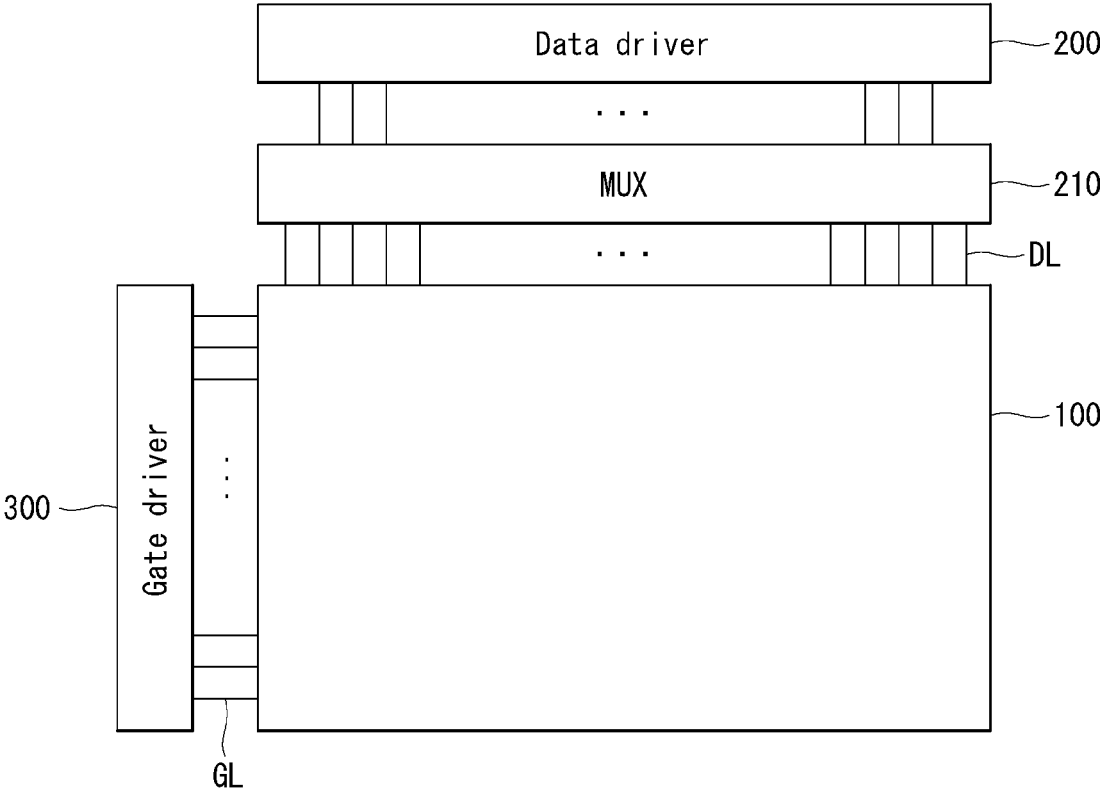 Data driver
200
...
MUX
210
...
DL
100
Gate driver
...
300
GL